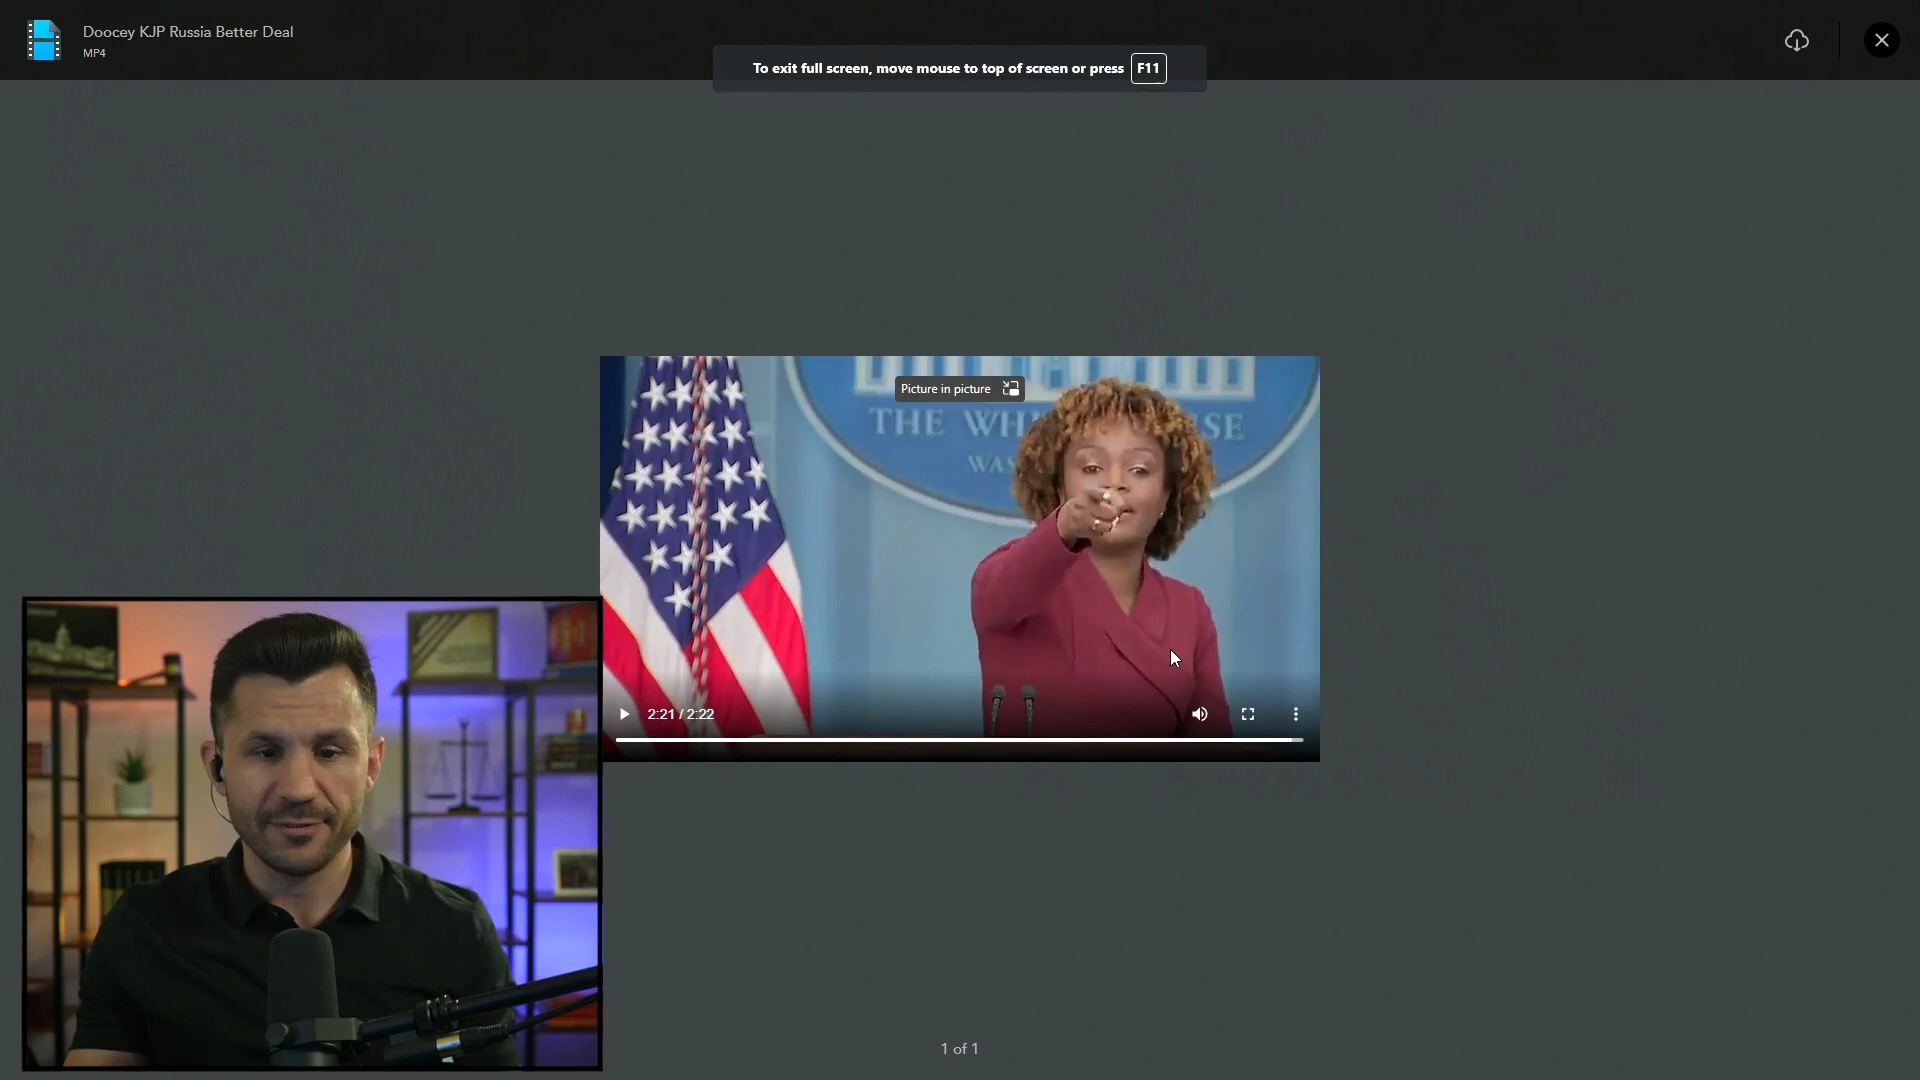 Doocey KJP Russia Better Deal
MP4
To exit full screen, move mouse to top of screen or press F11
Picture in picture
THE WH SE
WAS
2:21 / 2:22
1 of 1